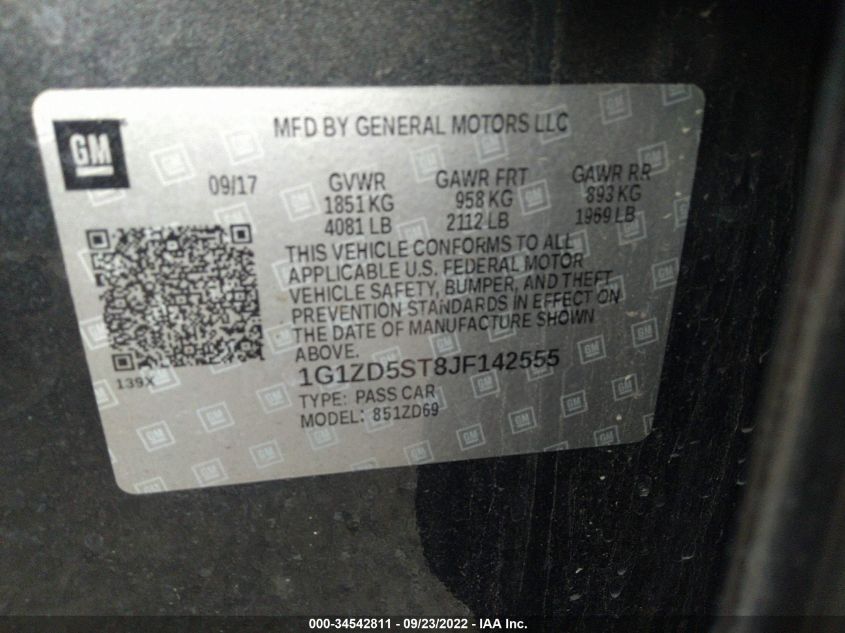 GM
MFD BY GENERAL MOTORS LLC
09/17
GVWR
1851 KG
4081 LB
GAWR FRT
958 KG
2112 LB
GAWR RR
893 KG
1969 LB
THIS VEHICLE CONFORMS TO ALL
APPLICABLE U.S. FEDERAL MOTOR
VEHICLE SAFETY, BUMPER, AND THEFT
PREVENTION STANDARDS IN EFFECT ON
THE DATE OF MANUFACTURE SHOWN
ABOVE.
139X
1G1ZD5ST8JF142555
TYPE: PASS CAR
MODEL: 851ZD69
000-34542811 - 09/23/2022 - IAA Inc.